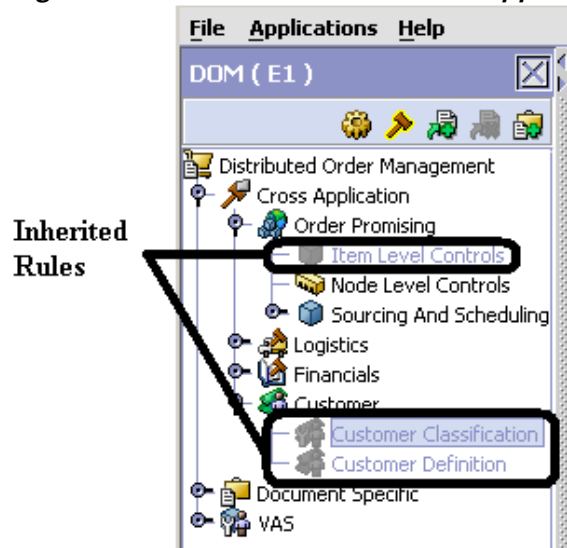 File Applications Help
DOM ( E1 )
Distributed Order Management
Cross Application
Order Promising
Inherited
Rules
Item Level Controls
Node Level Controls
Sourcing And Scheduling
Logistics
Financials
Customer
Customer Classification
Customer Definition
Document Specific
VAS